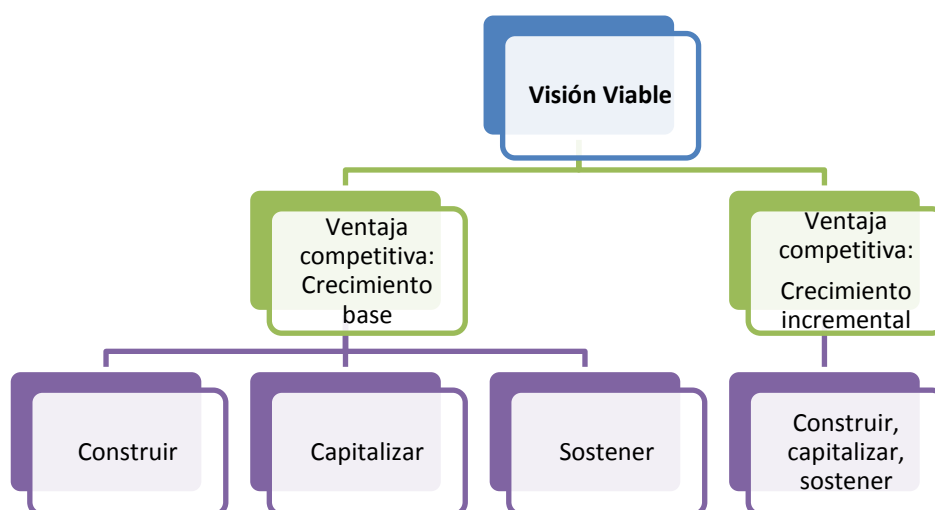 Visión Viable
Ventaja
competitiva:
Crecimiento
base
Ventaja
competitiva:
Crecimiento
incremental
Construir
Capitalizar
Sostener
Construir,
capitalizar,
sostener